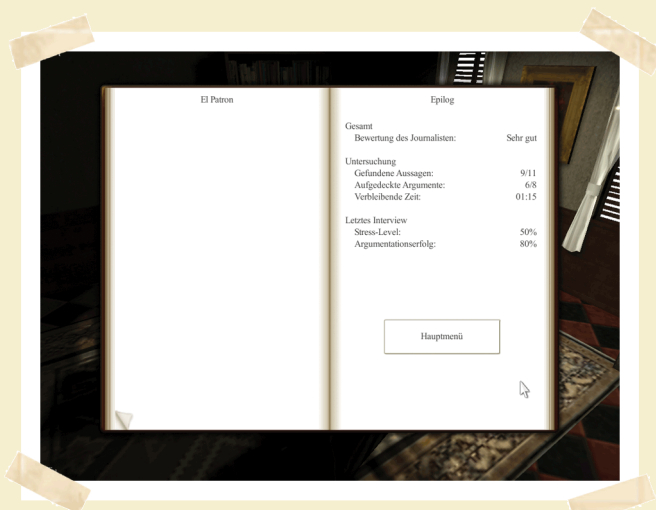 El Patron
Epilog
Gesamt
Bewertung des Journalisten: Sehr gut
Untersuchung
Gefundene Aussagen: 9/11
Aufgedeckte Argumente: 6/8
Verbleibende Zeit: 01:15
Letztes Interview
Stress-Level: 50%
Argumentationserfolg: 80%
Hauptmenü